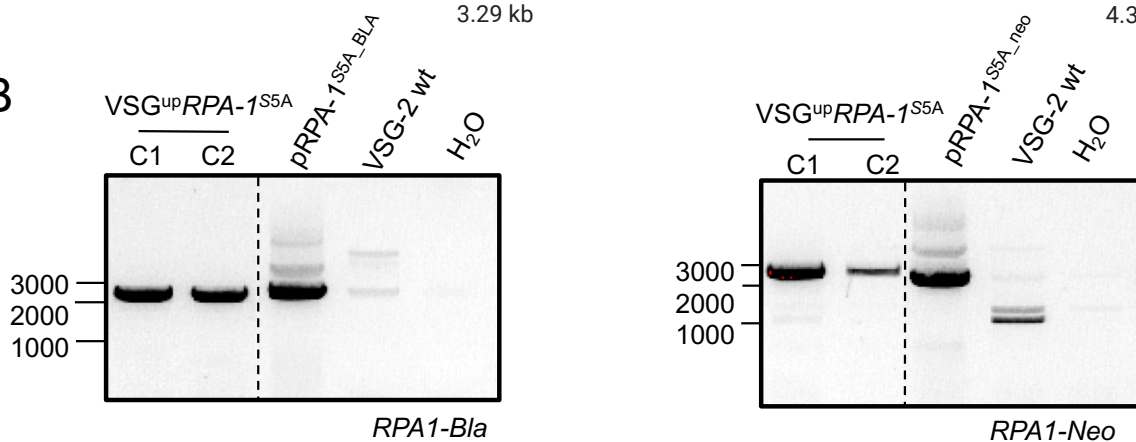 3.29 kb
4.3
B
VSGupRPA-1S5A
C1 C2
pRPA-1S5A_BLA
VSG-2 wt
H2O
3000
2000
1000
RPA1-Bla
VSGupRPA-1S5A
C1 C2
pRPA-1S5A_neo
VSG-2 wt
H2O
3000
2000
1000
RPA1-Neo